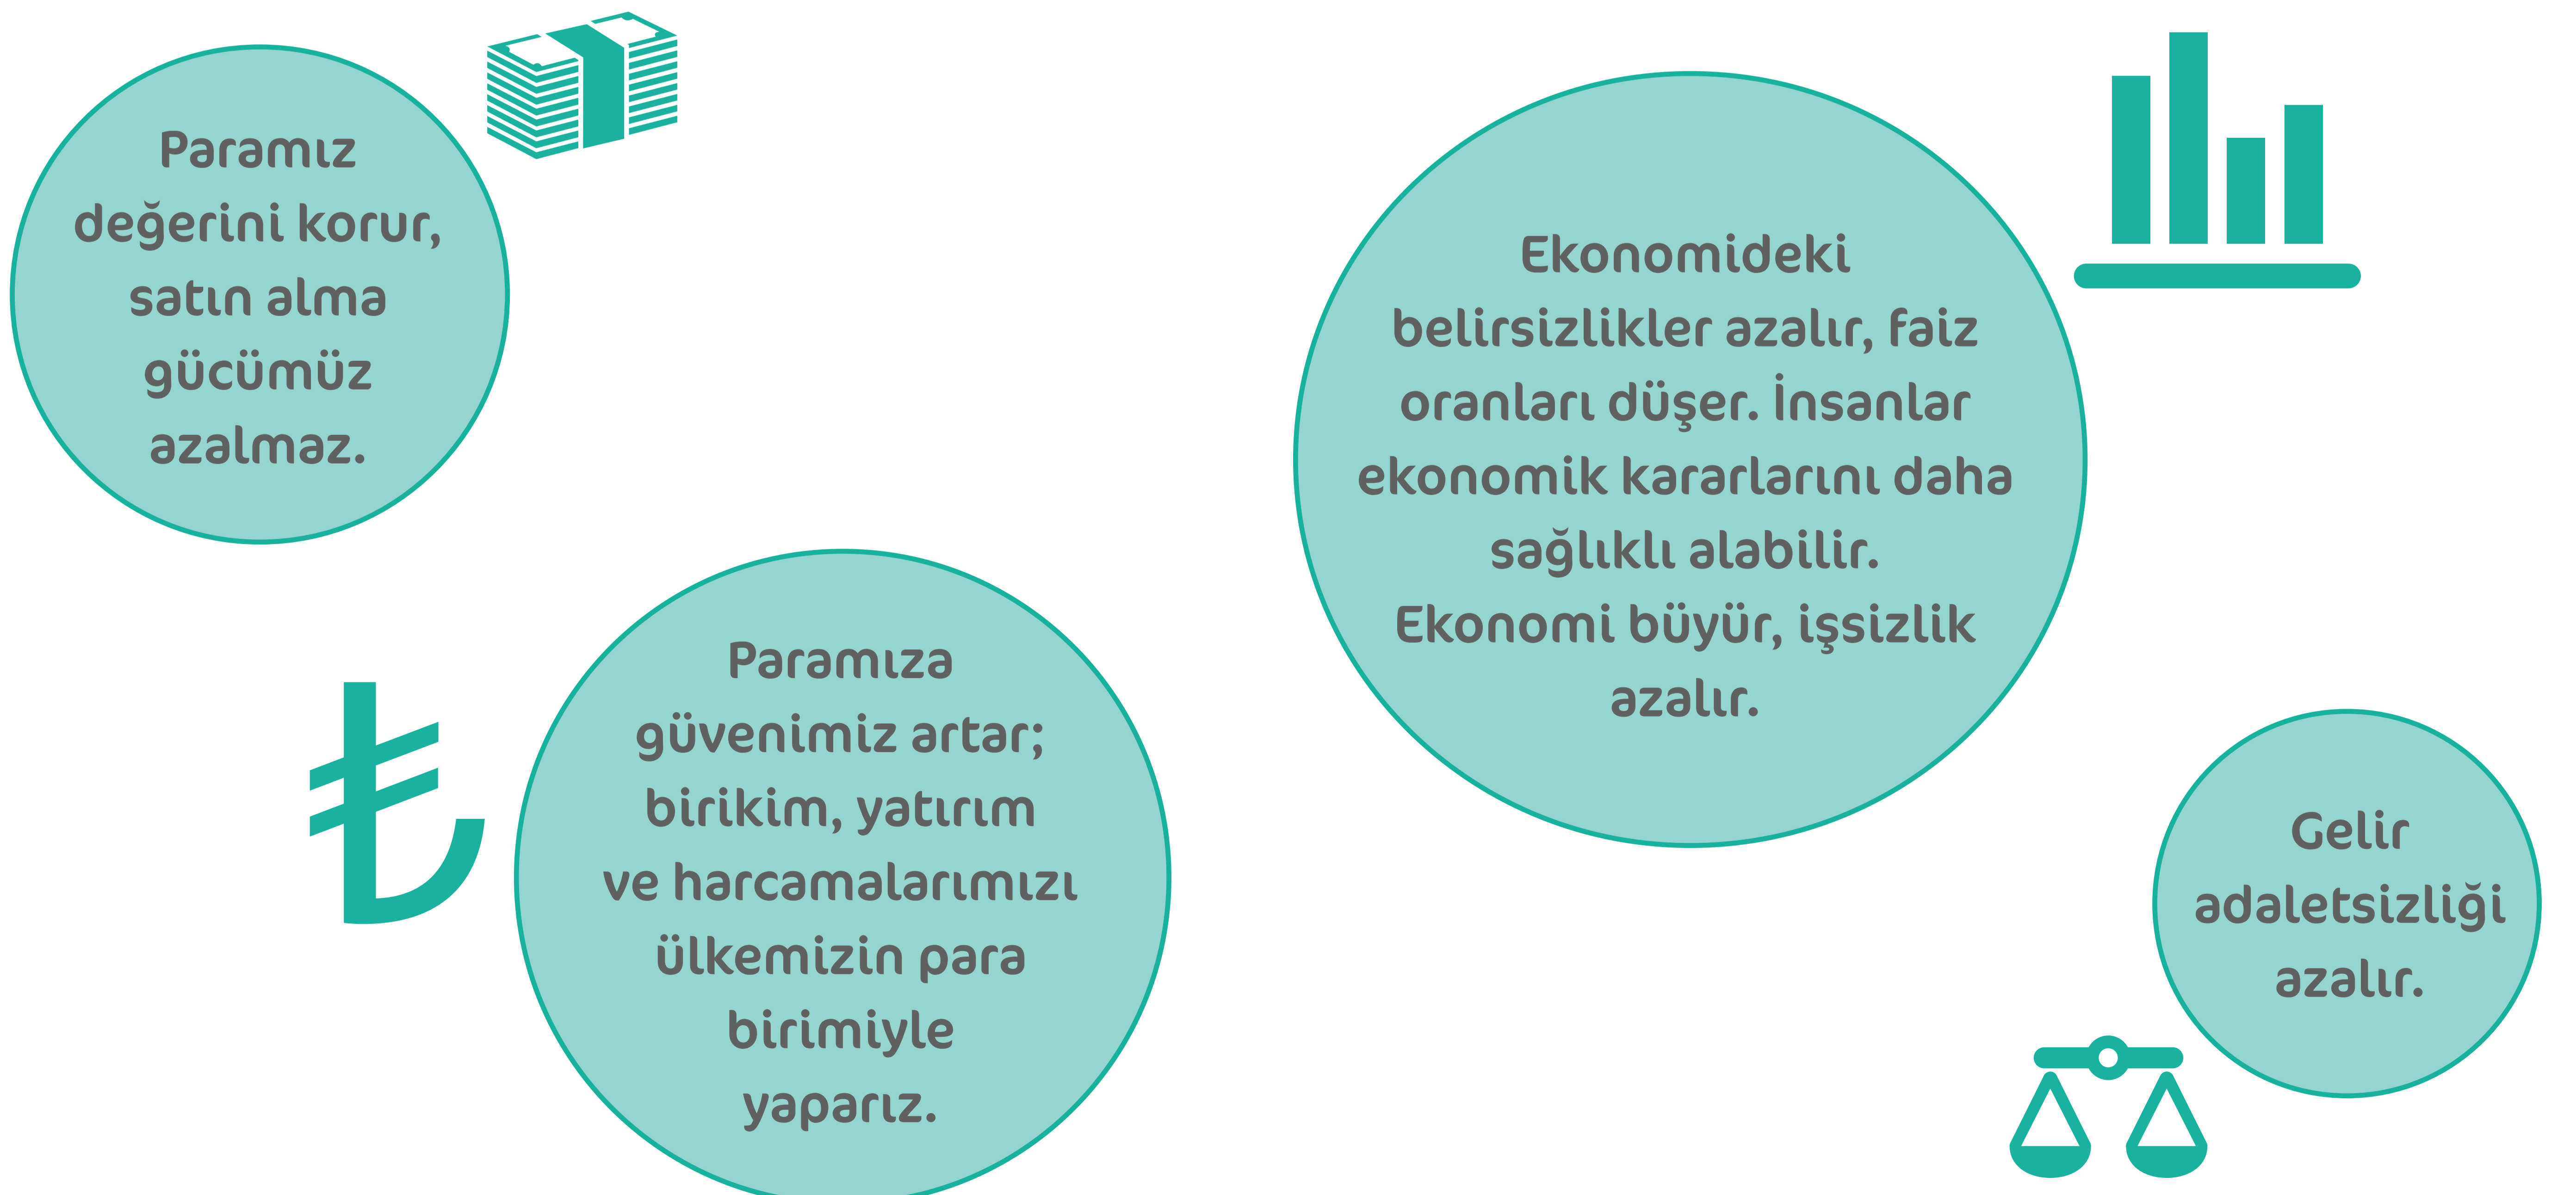 Paramız
değerini korur,
satın alma
gücümüz
azalmaz.
Paramıza
güvenimiz artar;
birikim, yatırım
ve harcamalarımızı
ülkemizin para
birimiyle
yaparız.
Ekonomideki
belirsizlikler azalır, faiz
oranları düşer. İnsanlar
ekonomik kararlarını daha
sağlıklı alabilir.
Ekonomi büyür, işsizlik
azalır.
Gelir
adaletsizliği
azalır.